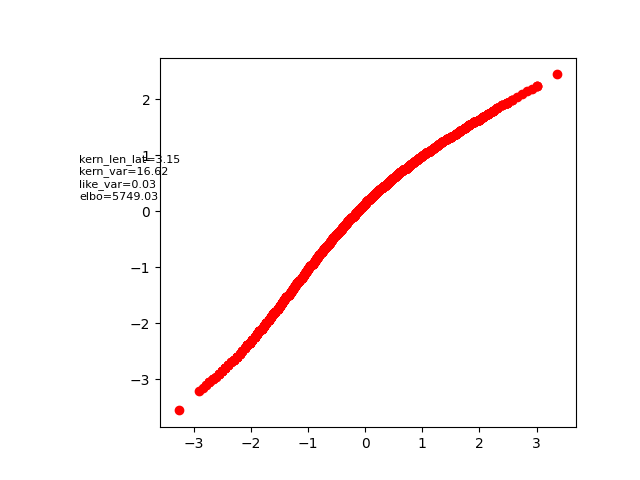 2
1
kern_len_lat=3.15
kern_var=16.62
like_var=0.03
elbo=5749.03
0
−1
−2
−3
−3 −2 −1 0 1 2 3